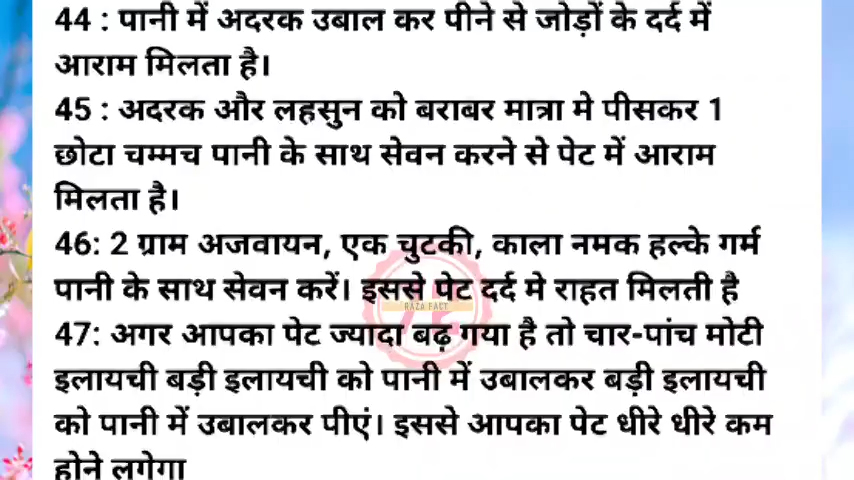 44 : पानी में अदरक उबाल कर पीने से जोड़ों के दर्द में
आराम मिलता है।
45 : अदरक और लहसुन को बराबर मात्रा मे पीसकर 1
छोटा चम्मच पानी के साथ सेवन करने से पेट में आराम
मिलता है।
46: 2 ग्राम अजवायन, एक चुटकी, काला नमक हल्के गर्म
पानी के साथ सेवन करें। इससे पेट दर्द मे राहत मिलती है
RAZA FACT
47: अगर आपका पेट ज्यादा बढ़ गया है तो चार-पांच मोटी
इलायची बड़ी इलायची को पानी में उबालकर बड़ी इलायची
को पानी में उबालकर पीएं। इससे आपका पेट धीरे धीरे कम
होने लगेगा